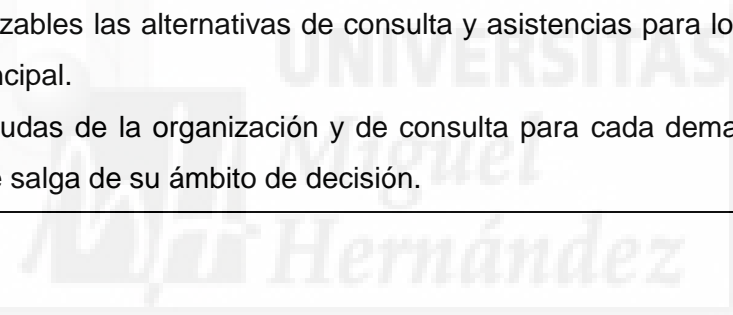 zables las alternativas de consulta y asistencias para lo
ncipal.
udas de la organización y de consulta para cada dema
e salga de su ámbito de decisión.
UNIVERSITAS
Miguel
Hernández